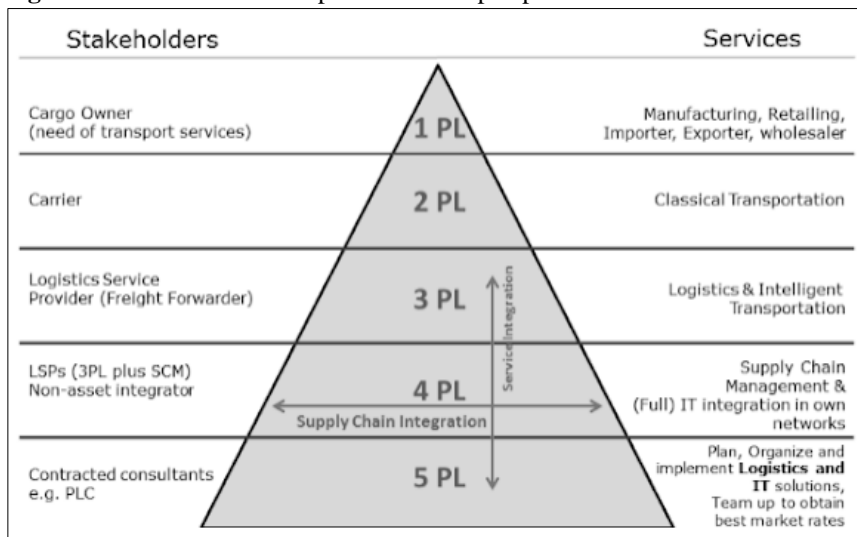 Stakeholders
Services
Cargo Owner
(need of transport services)
1 PL
Manufacturing, Retailing,
Importer, Exporter, wholesaler
Carrier
2 PL
Classical Transportation
Logistics Service
Provider (Freight Forwarder)
3 PL
Service Integration
Logistics & Intelligent
Transportation
LSPs (3PL plus SCM)
Non-asset integrator
4 PL
Supply Chain Integration
Supply Chain
Management &
(Full) IT integration in own
networks
Contracted consultants
e.g. PLC
5 PL
Plan, Organize and
implement Logistics and
IT solutions,
Team up to obtain
best market rates